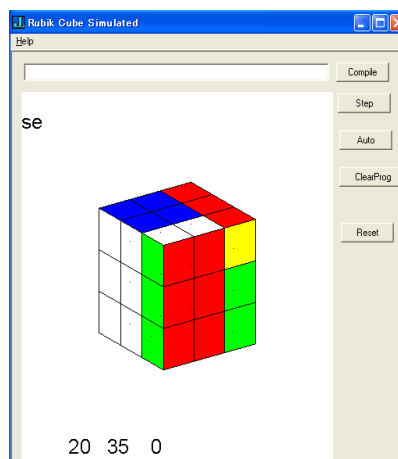 Rubik Cube Simulated
Help
Compile
Step
se
Auto
ClearProg
Reset
20 35 0